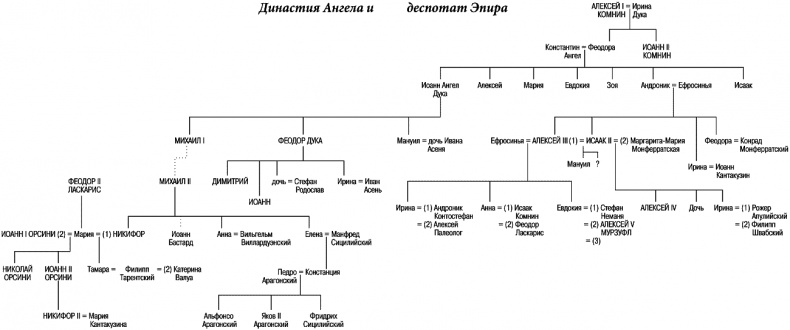 Династия Ангела и деспотат Эпира
АЛЕКСЕЙ I = Ирина
КОМНИН Дука
Константин = Феодора
Ангел
ИОАНН II
КОМНИН
Иоанн Ангел
Дука
Алексей
Мария
Евдокия
Зоя
Андроник = Ефросинья
Исаак
МИХАИЛ I
ФЕОДОР ДУКА
Мануил = дочь Ивана
Асеня
Ефросинья = АЛЕКСЕЙ III (1) = ИСААК II = (2) Маргарита-Мария
Монферратская
Феодора = Конрад
Монферратский
Мануил ?
Ирина = Иоанн
Кантакузин
ФЕОДОР II
ЛАСКАРИС
МИХАИЛ II
ДИМИТРИЙ
ИОАНН
дочь = Стефан
Родослав
Ирина = Иван
Асень
Ирина = (1) Андроник
Контостефан
= (2) Алексей
Палеолог
Анна = (1) Исаак
Комнин
= (2) Феодор
Ласкарис
Евдокия = (1) Стефан
Неманя
= (2) АЛЕКСЕЙ V
МУРЗУФЛ
= (3)
АЛЕКСЕЙ IV
Дочь
Ирина = (1) Рожер
Апулийский
= (2) Филипп
Швабский
ИОАНН I ОРСИНИ (2) = Мария = (1) НИКИФОР
Иоанн
Бастард
Анна = Вильгельм
Виллардуэнский
Елена = Манфред
Сицилийский
НИКОЛАЙ
ОРСИНИ
ИОАНН II
ОРСИНИ
Тамара = Филипп = (2) Катерина
Тарентский Валуа
Педро = Констанция
Арагонский
НИКИФОР II = Мария
Кантакузина
Альфонсо
Арагонский
Яков II
Арагонский
Фридрих
Сицилийский